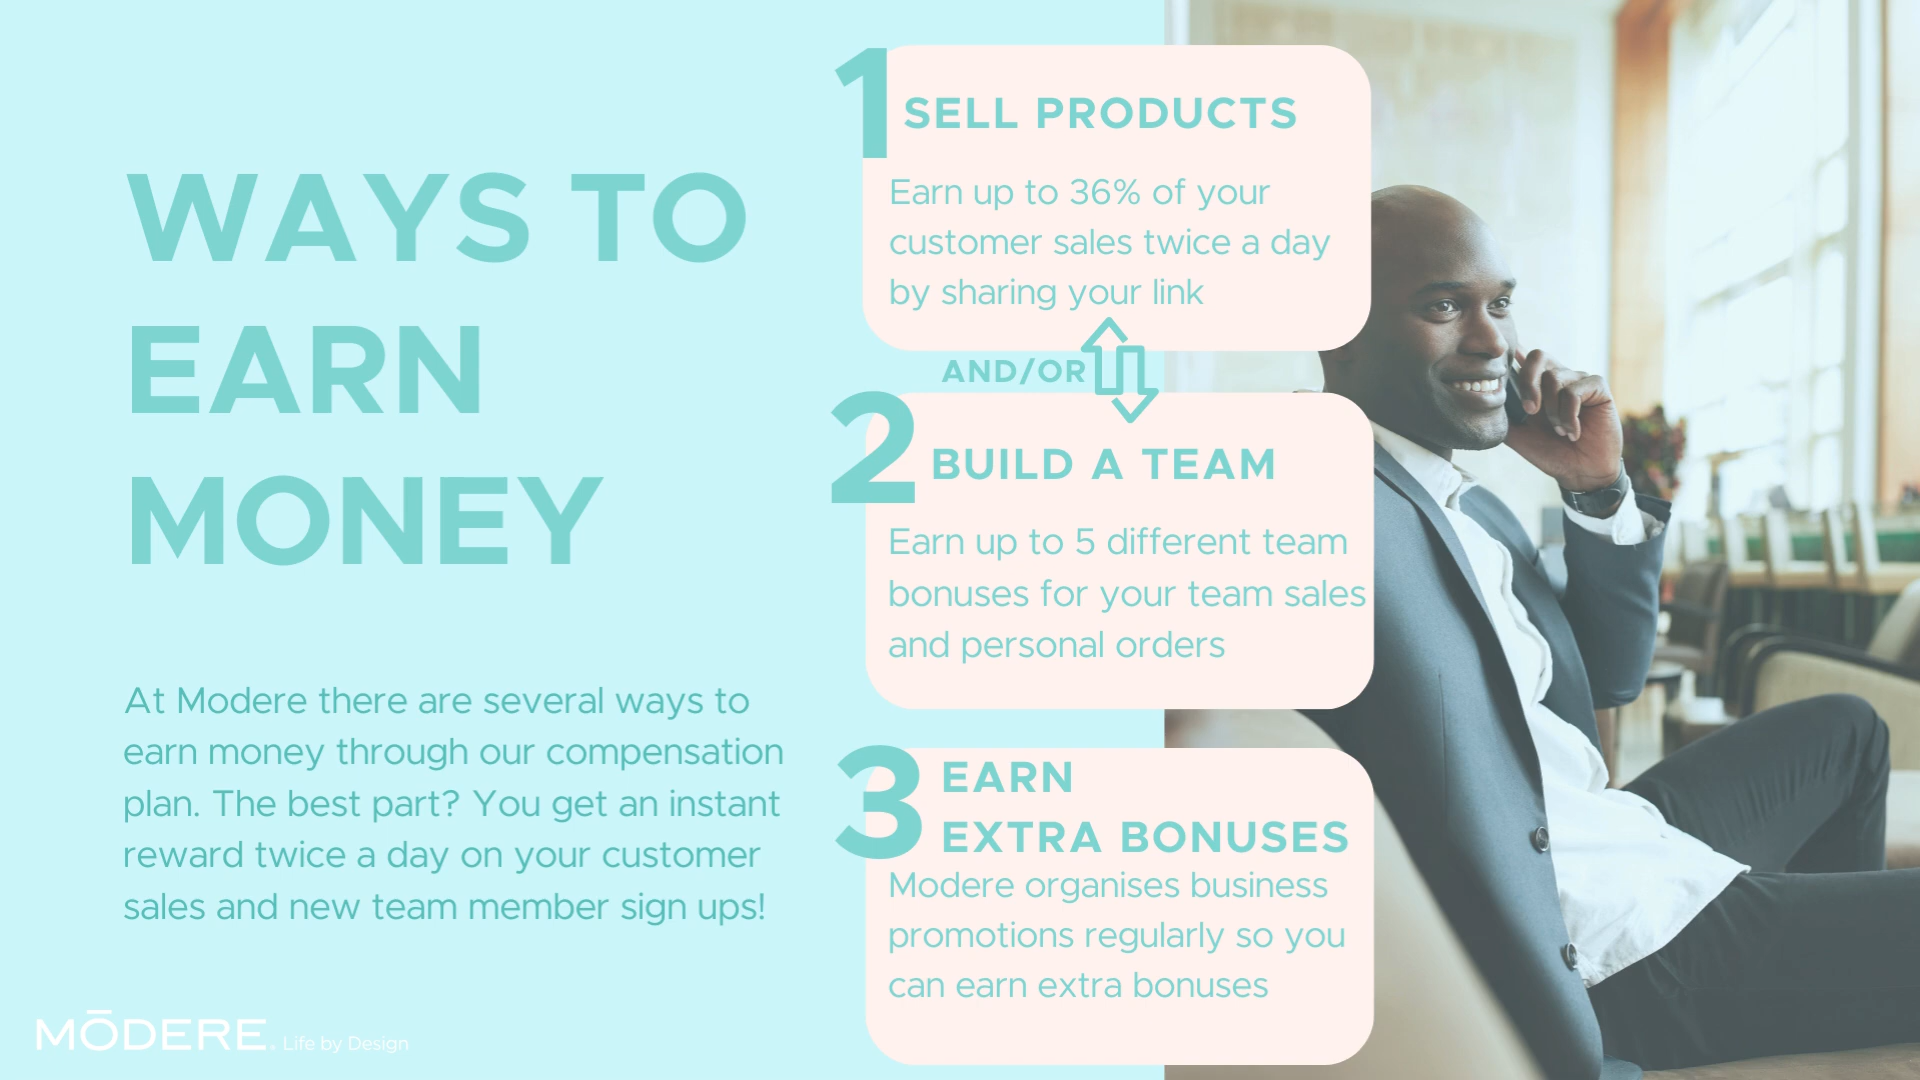 WAYS TO
EARN
MONEY
At Modere there are several ways to
earn money through our compensation
plan. The best part? You get an instant
reward twice a day on your customer
sales and new team member sign ups!
1
SELL PRODUCTS
Earn up to 36% of your
customer sales twice a day
by sharing your link
AND/OR
2
BUILD A TEAM
Earn up to 5 different team
bonuses for your team sales
and personal orders
3
EARN
EXTRA BONUSES
Modere organises business
promotions regularly so you
can earn extra bonuses
MŌDERE. Life by Design